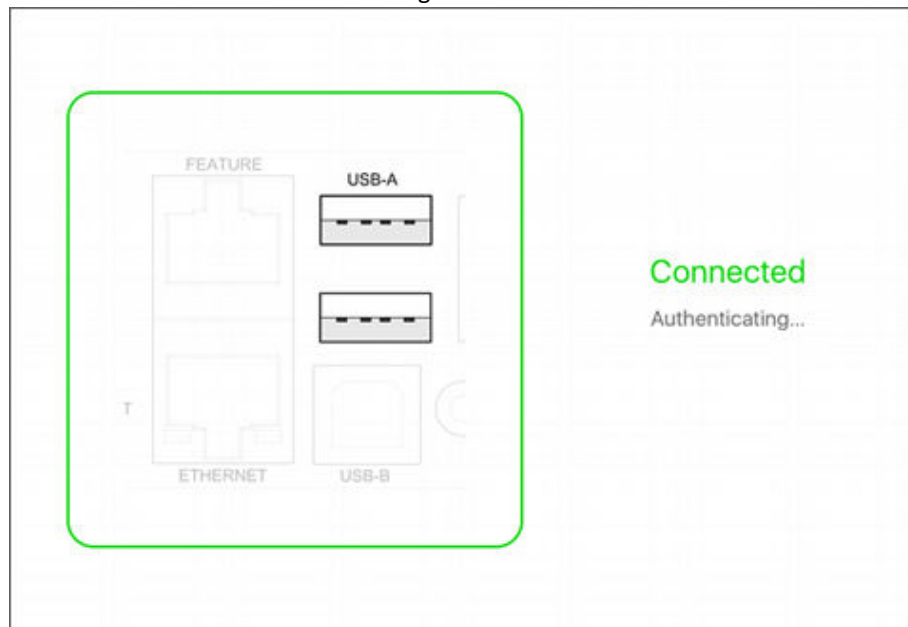 FEATURE
USB-A
Connected
Authenticating...
T
ETHERNET
USB-B